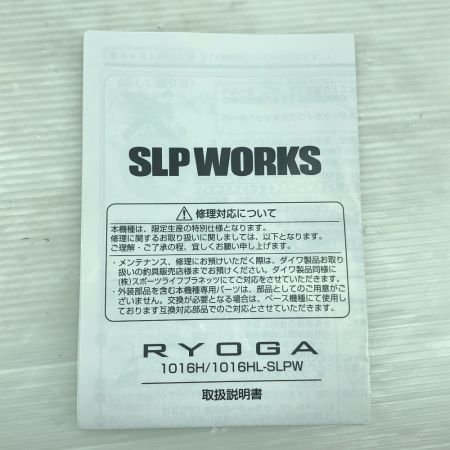 SLP WORKS
修理対応について
本機種は、限定生産の特別仕様となります。
修理に関するお取り扱いに関しましては、以下となります。
ご理解・ご了承の程、宜しくお願い申し上げます。
・メンテナンス、修理にお預けいただく際は、ダイワ製品お取り
扱いの釣具販売店様までお預けください。ダイワ製品同様に
(株)スポーツライフプラネッツにてご対応をさせていただきます。
・外装部品を含む本機種専用パーツは、部品としてのご用意がご
ざいません。交換が必要となる場合は、ベース機種にて使用し
ております互換対応部品でのご対応とさせていただきます。
RYOGA
1016H/1016HL-SLPW
取扱説明書